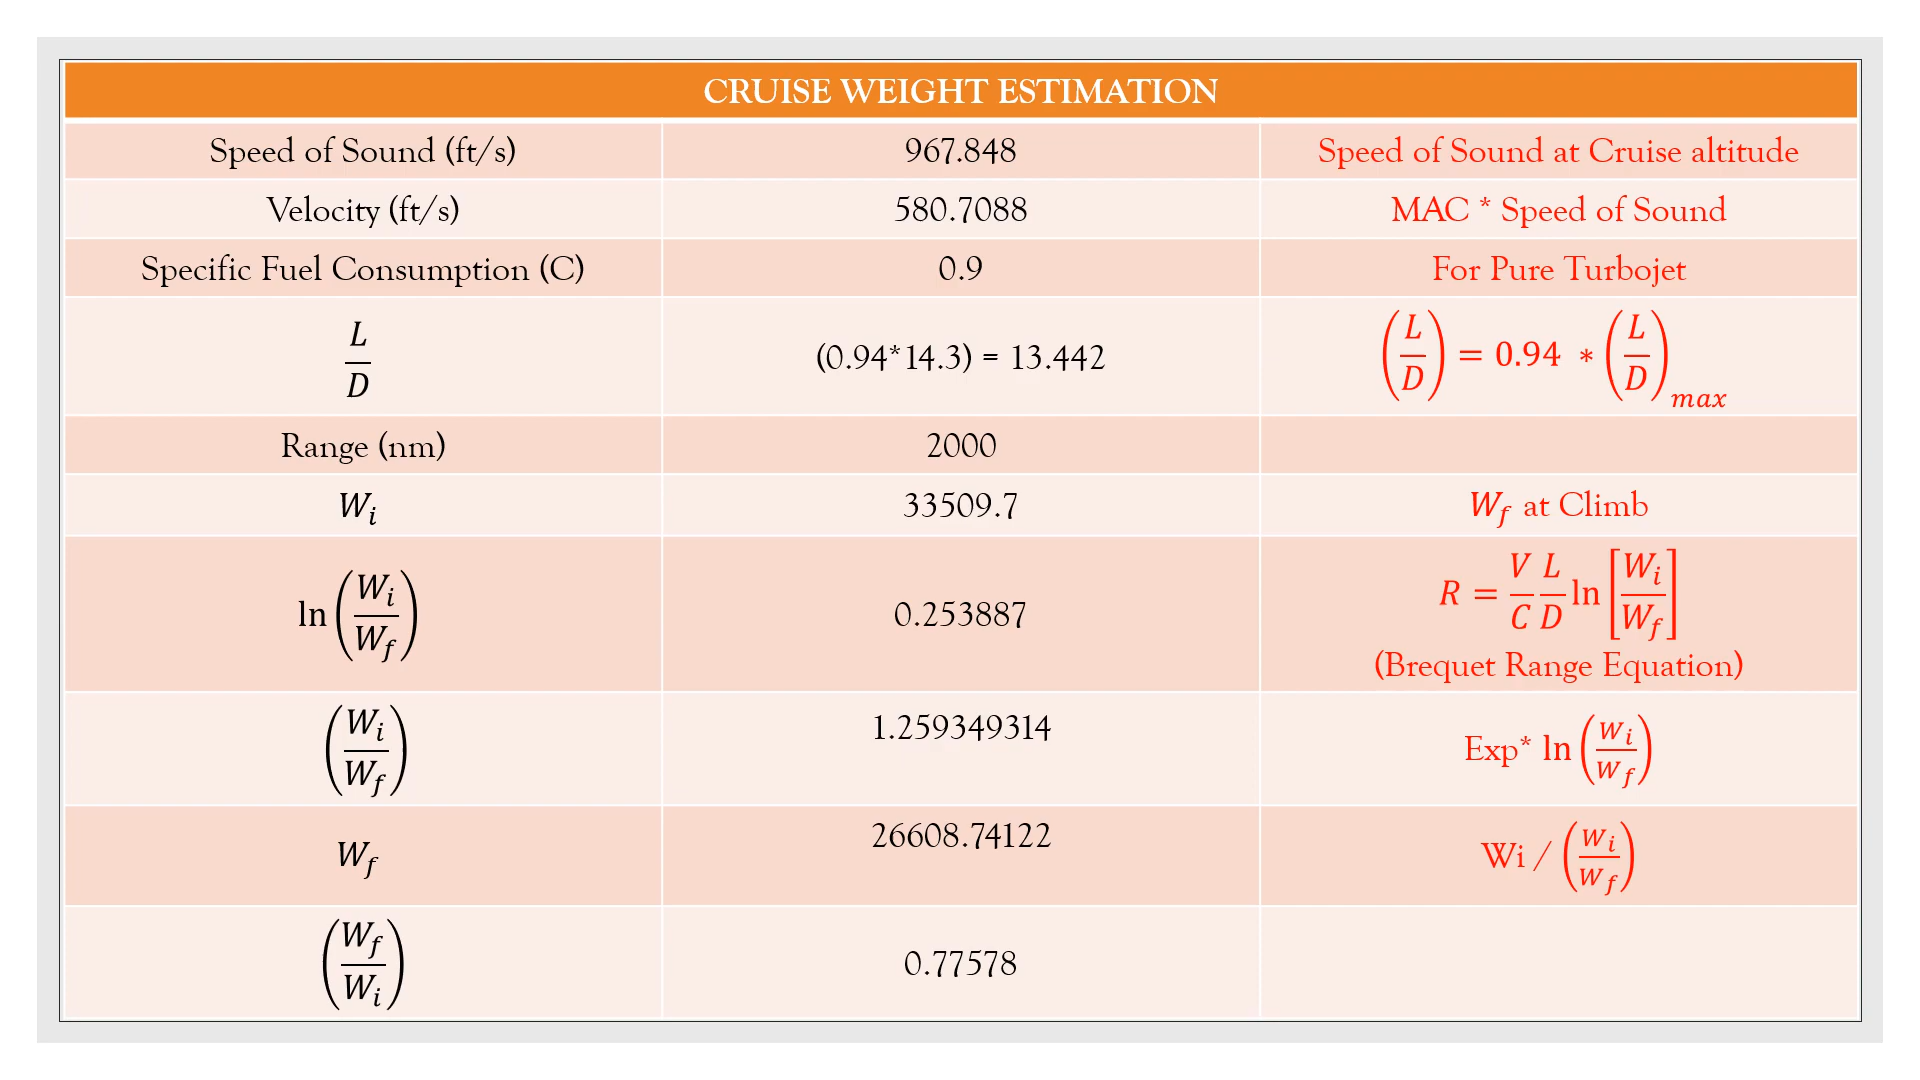 CRUISE WEIGHT ESTIMATION
Speed of Sound (ft/s) 967.848 Speed of Sound at Cruise altitude
Velocity (ft/s) 580.7088 MAC * Speed of Sound
Specific Fuel Consumption (C) 0.9 For Pure Turbojet
L/D (0.94*14.3) = 13.442 (L/D) = 0.94 * (L/D)max
Range (nm) 2000
Wi 33509.7 Wf at Climb
ln(Wi/Wf) 0.253887 R = V/C L/D ln[Wi/Wf]
(Brequet Range Equation)
(Wi/Wf) 1.259349314 Exp* ln(Wi/Wf)
Wf 26608.74122 Wi / (Wi/Wf)
(Wf/Wi) 0.77578